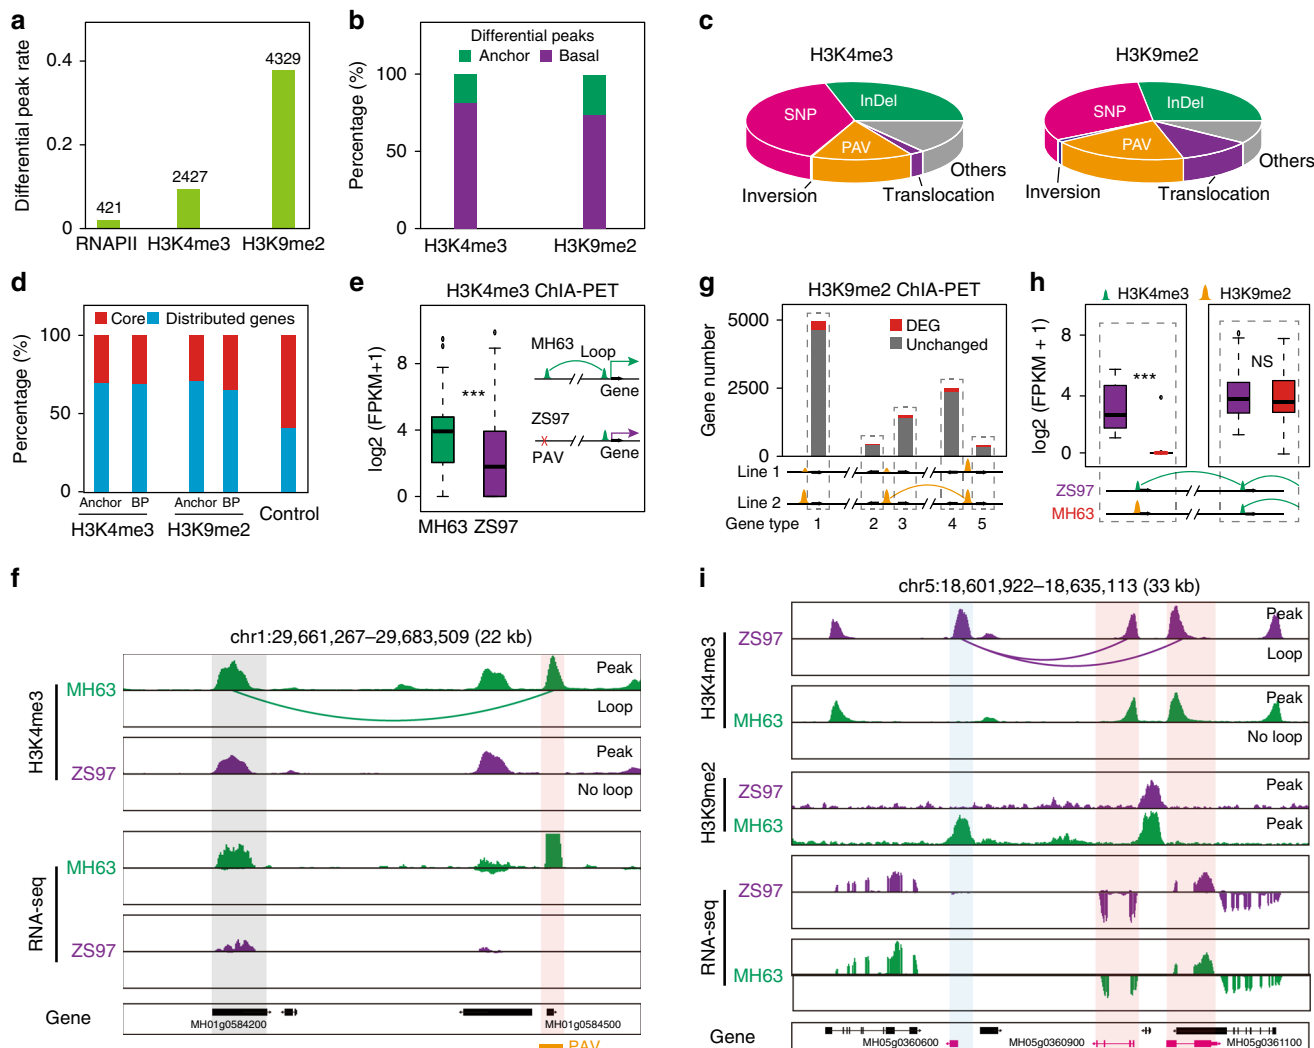 a
Differential peak rate
0.4
0.2
0
421
2427
4329
RNAPII H3K4me3 H3K9me2
b
Percentage (%)
Differential peaks
Anchor Basal
100
50
0
H3K4me3 H3K9me2
c
H3K4me3
SNP
InDel
PAV
Inversion
Translocation
Others
H3K9me2
SNP
InDel
PAV
Inversion
Translocation
Others
d
Percentage (%)
Core Distributed genes
100
50
0
Anchor BP Anchor BP
H3K4me3 H3K9me2 Control
e
H3K4me3 ChIA-PET
log2 (FPKM+1)
8
4
0
***
MH63 ZS97
MH63
Loop
Gene
ZS97
PAV
Gene
g
H3K9me2 ChIA-PET
Gene number
5000
2500
0
DEG
Unchanged
Line 1
Line 2
Gene type 1 2 3 4 5
h
H3K4me3 H3K9me2
log2 (FPKM + 1)
8
4
0
***
NS
ZS97
MH63
f
chr1:29,661,267–29,683,509 (22 kb)
H3K4me3
MH63
Peak
Loop
ZS97
Peak
No loop
RNA-seq
MH63
ZS97
Gene
MH01g0584200
MH01g0584500
PAV
i
chr5:18,601,922–18,635,113 (33 kb)
H3K4me3
ZS97
Peak
Loop
MH63
Peak
No loop
H3K9me2
ZS97
Peak
MH63
Peak
RNA-seq
ZS97
MH63
Gene
MH05g0360600
MH05g0360900
MH05g0361100